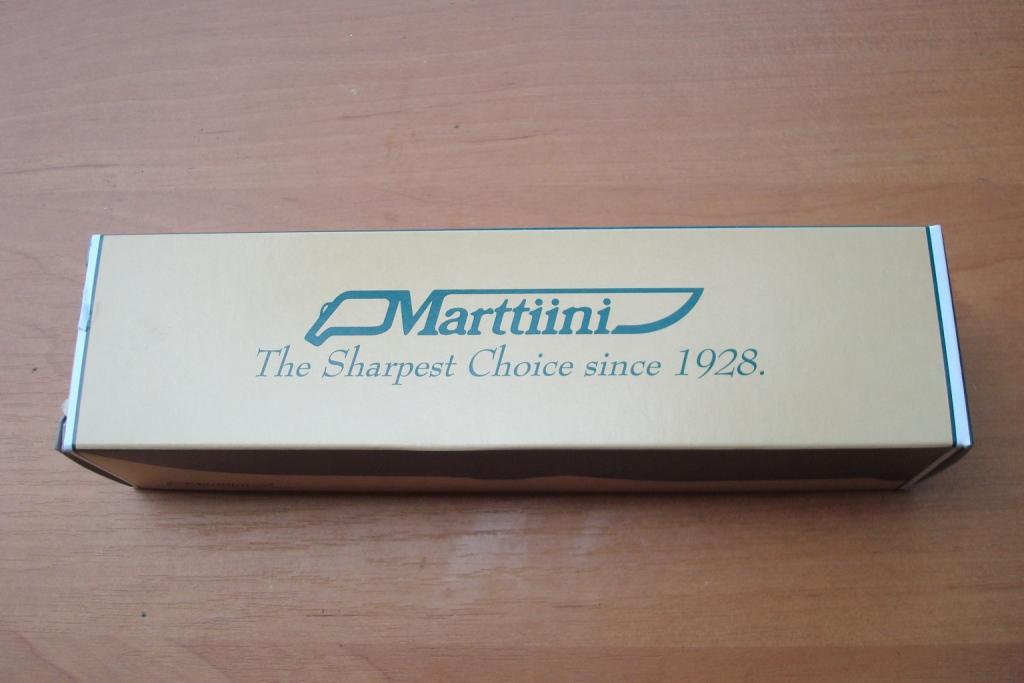 Marttiini
The Sharpest Choice since 1928.